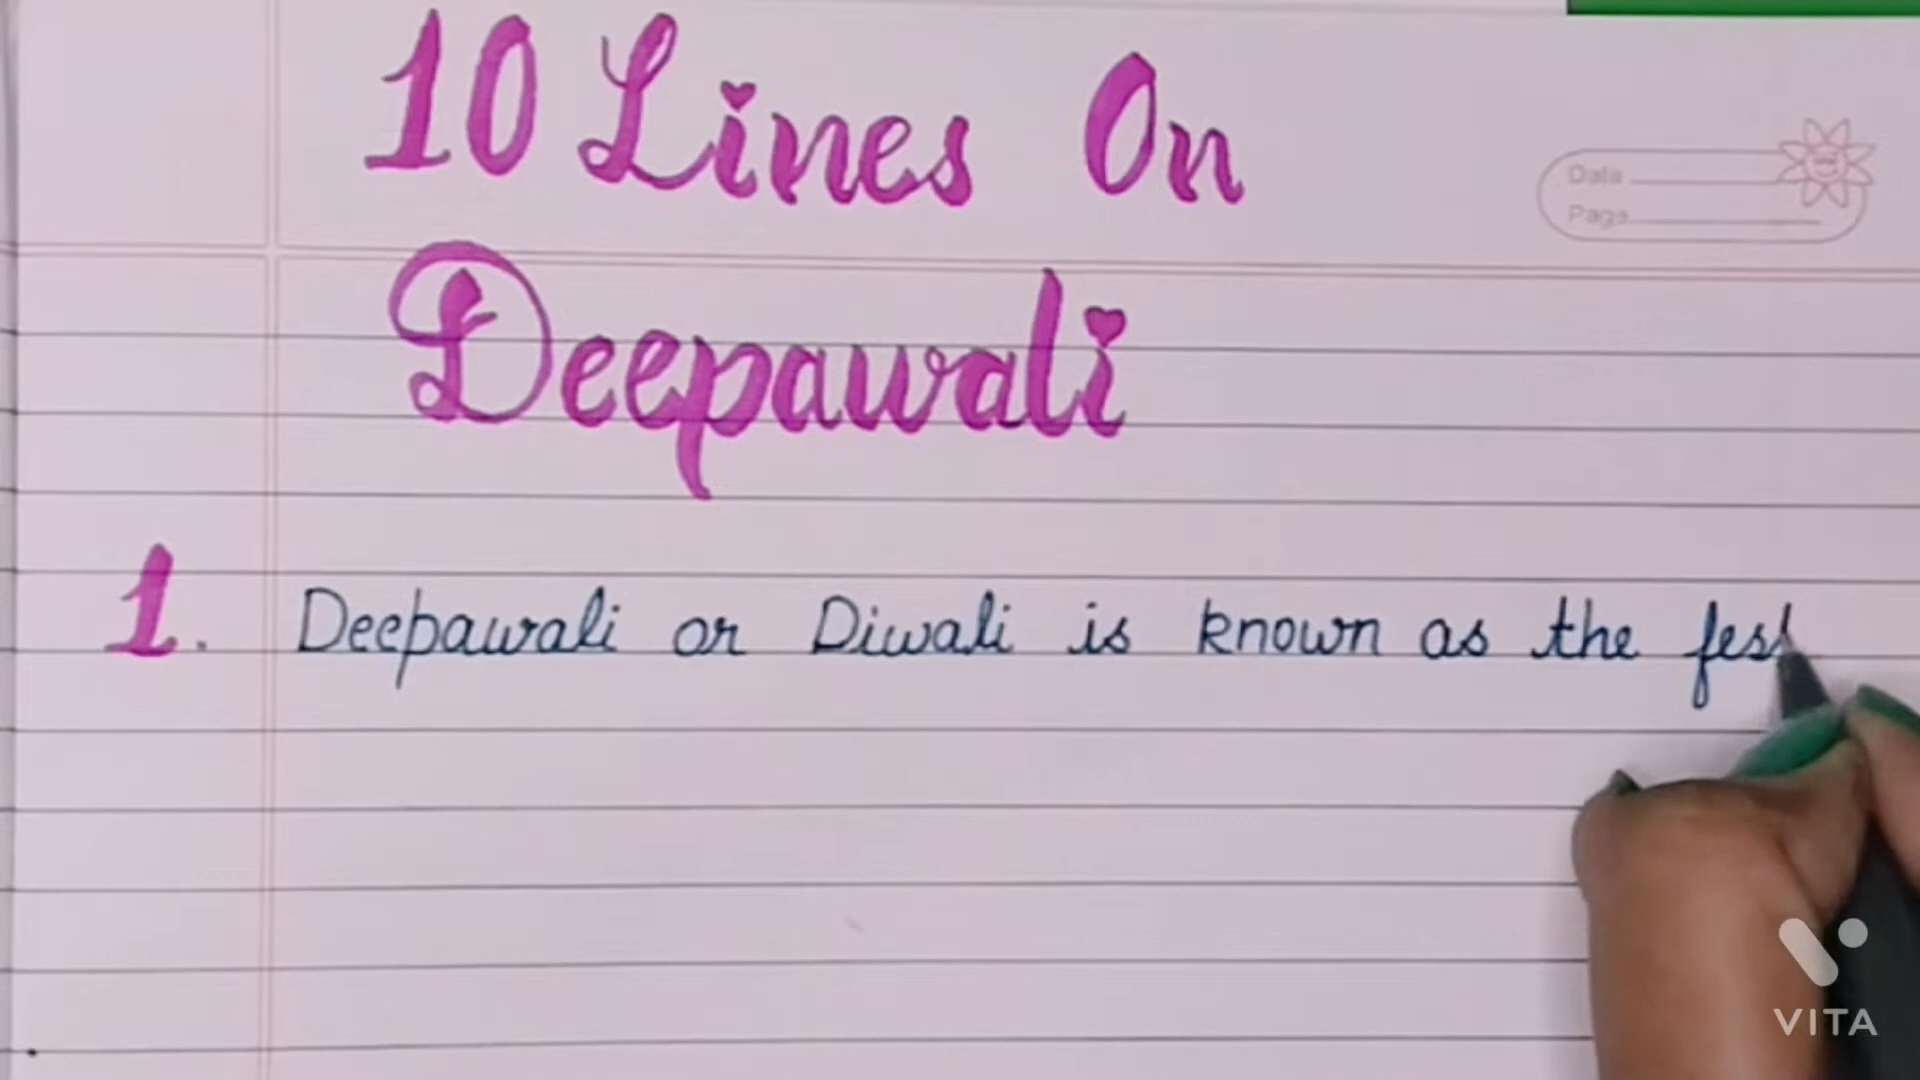 10 Lines On
Date
Page
Deepawali
1. Deepawali or Diwali is known as the fest
VITA